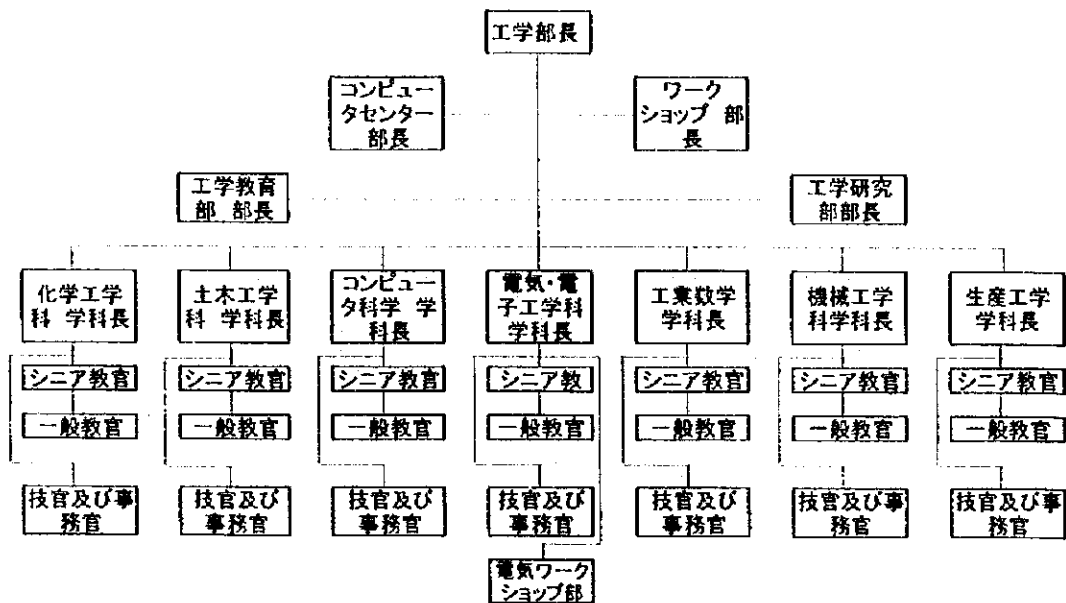 工学部長
コンピュー
タセンター
部長
ワーク
ショップ 部
長
工学教育
部 部長
工学研究
部部長
化学工学
科 学科長
土木工学
科 学科長
コンピュー
タ科学 学
科長
電気・電
子工学科
学科長
工業数学
学科長
機械工学
科学科長
生産工学
学科長
シニア教官
シニア教官
シニア教官
シニア教
シニア教官
シニア教官
シニア教官
一般教官
一般教官
一般教官
一般教官
一般教官
一般教官
一般教官
技官及び事
務官
技官及び
事務官
技官及び
事務官
技官及び
事務官
技官及び
事務官
技官及び事
務官
技官及び事
務官
電気ワーク
ショップ部